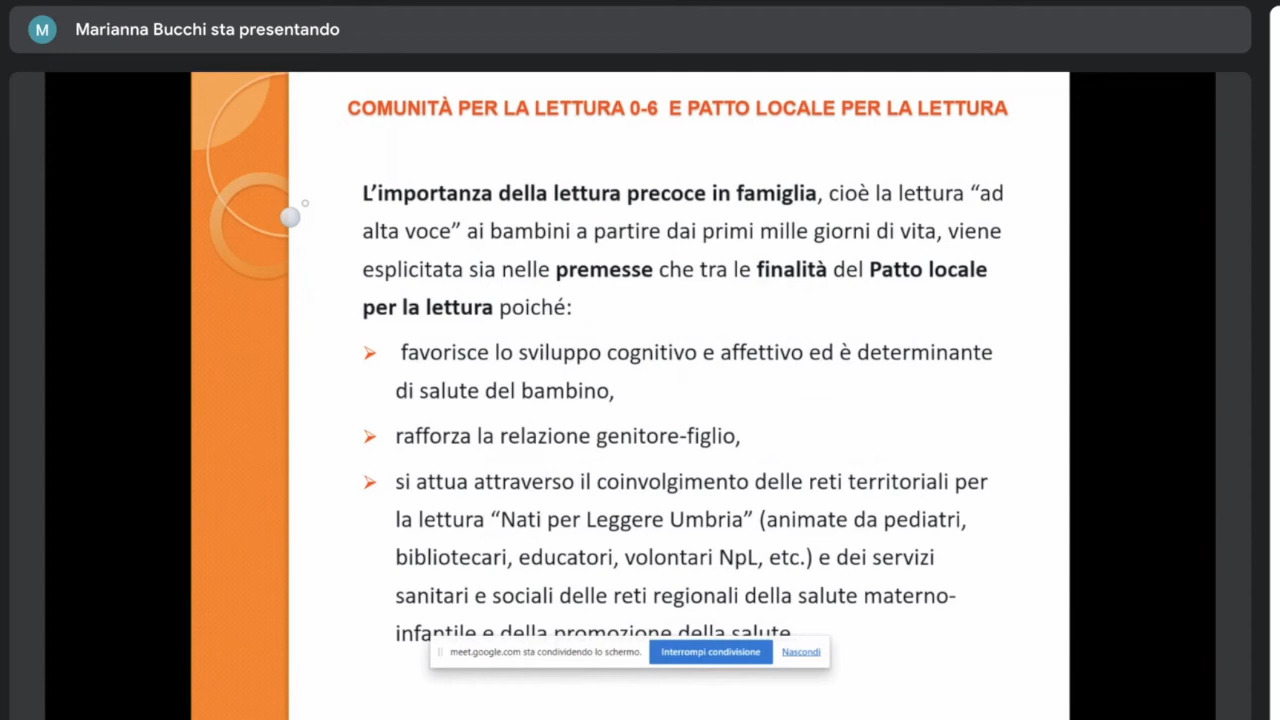 M
Marianna Bucchi sta presentando
COMUNITÀ PER LA LETTURA 0-6 E PATTO LOCALE PER LA LETTURA
L'importanza della lettura precoce in famiglia, cioè la lettura “ad
alta voce” ai bambini a partire dai primi mille giorni di vita, viene
esplicitata sia nelle premesse che tra le finalità del Patto locale
per la lettura poiché:
➢ favorisce lo sviluppo cognitivo e affettivo ed è determinante
di salute del bambino,
➢ rafforza la relazione genitore-figlio,
➢ si attua attraverso il coinvolgimento delle reti territoriali per
la lettura “Nati per Leggere Umbria” (animate da pediatri,
bibliotecari, educatori, volontari NpL, etc.) e dei servizi
sanitari e sociali delle reti regionali della salute materno-
infantile e della promozione della salute
meet.google.com sta condividendo lo schermo. Interrompi condivisione Nascondi